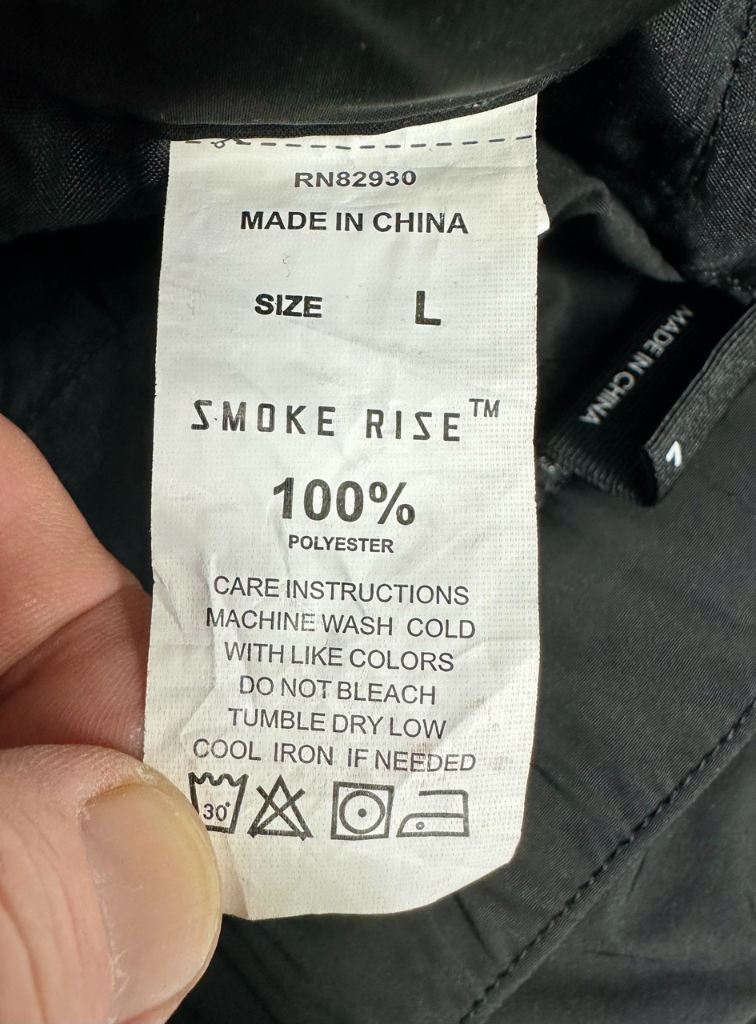 RN82930
MADE IN CHINA
SIZE L
SMOKE RISE™
100%
POLYESTER
CARE INSTRUCTIONS
MACHINE WASH COLD
WITH LIKE COLORS
DO NOT BLEACH
TUMBLE DRY LOW
COOL IRON IF NEEDED
30°
MADE IN CHINA